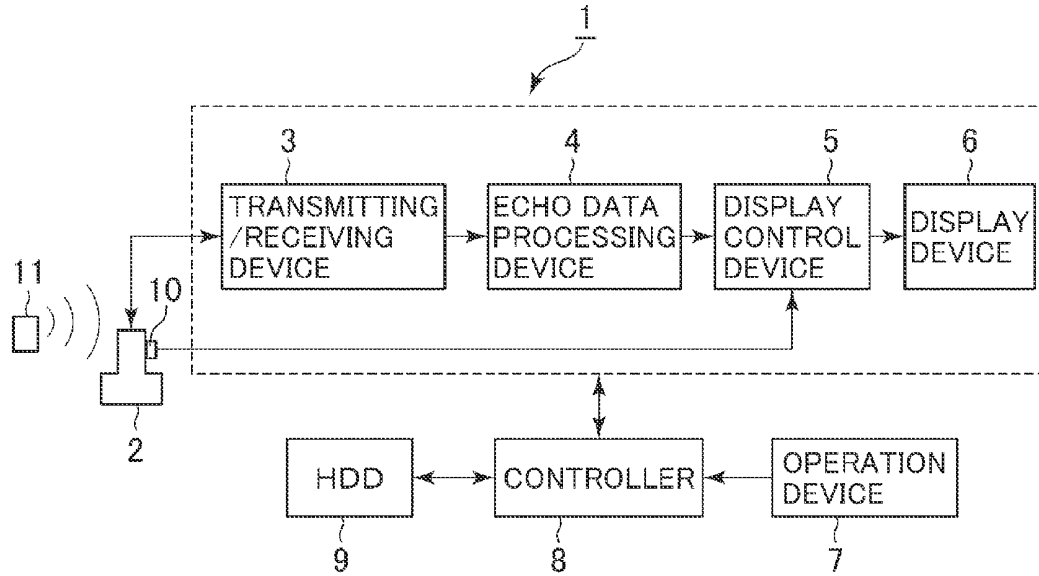 1
3
4
5
6
TRANSMITTING
/RECEIVING
DEVICE
ECHO DATA
PROCESSING
DEVICE
DISPLAY
CONTROL
DEVICE
DISPLAY
DEVICE
11
10
2
HDD
CONTROLLER
OPERATION
DEVICE
9
8
7